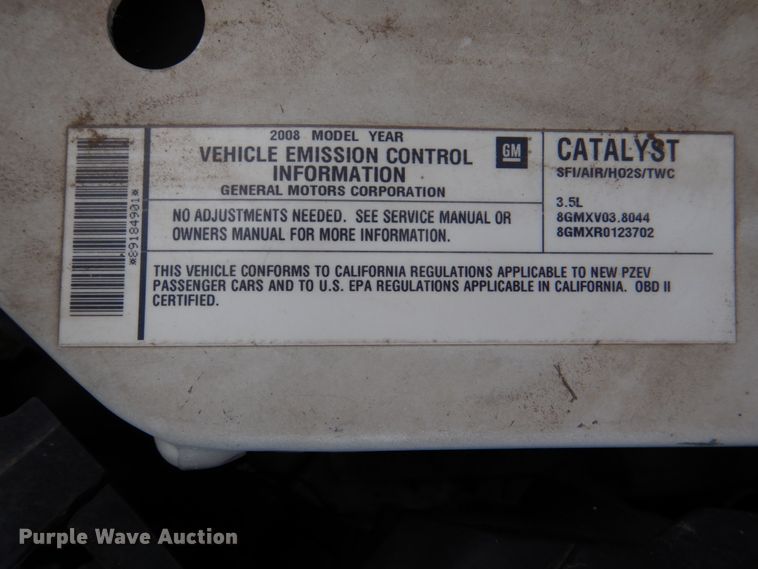 *89184901*
2008 MODEL YEAR
VEHICLE EMISSION CONTROL
INFORMATION
GENERAL MOTORS CORPORATION
GM
CATALYST
SFI/AIR/HO2S/TWC
NO ADJUSTMENTS NEEDED. SEE SERVICE MANUAL OR
OWNERS MANUAL FOR MORE INFORMATION.
3.5L
8GMXV03.8044
8GMXR0123702
THIS VEHICLE CONFORMS TO CALIFORNIA REGULATIONS APPLICABLE TO NEW PZEV
PASSENGER CARS AND TO U.S. EPA REGULATIONS APPLICABLE IN CALIFORNIA. OBD II
CERTIFIED.
Purple Wave Auction